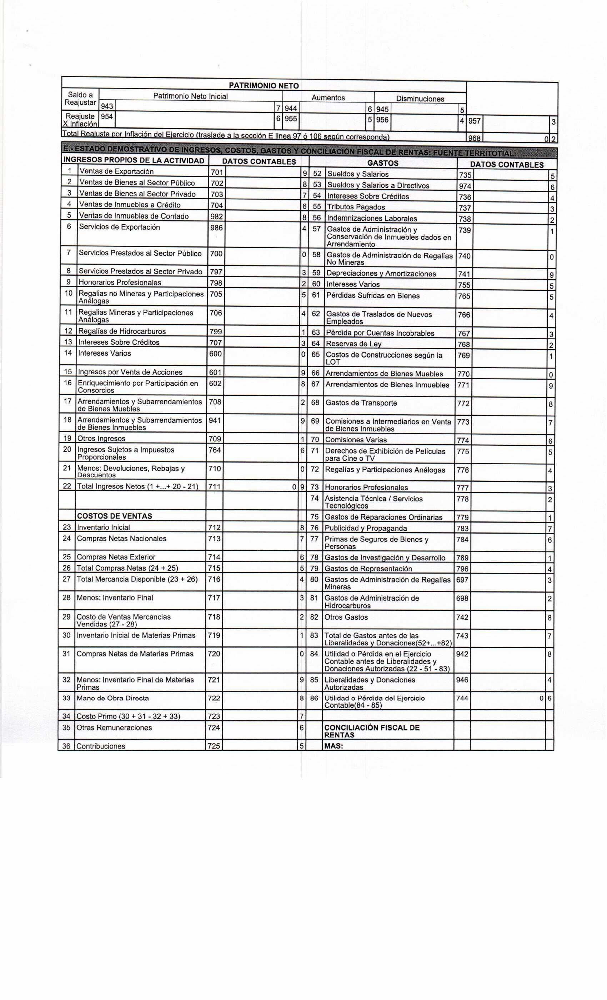 PATRIMONIO NETO
Saldo a Reajustar Patrimonio Neto Inicial Aumentos Disminuciones
943 7 944 6 945 5
Reajuste X Inflación 954 6 955 5 956 4 957 3
Total Reajuste por Inflación del Ejercicio (traslade a la sección E linea 97 ó 106 según corresponda) 968 0 2
E.- ESTADO DEMOSTRATIVO DE INGRESOS, COSTOS, GASTOS Y CONCILIACIÓN FISCAL DE RENTAS: FUENTE TERRITOTIAL
INGRESOS PROPIOS DE LA ACTIVIDAD DATOS CONTABLES GASTOS DATOS CONTABLES
1 Ventas de Exportación 701 9 52 Sueldos y Salarios 735 5
2 Ventas de Bienes al Sector Público 702 8 53 Sueldos y Salarios a Directivos 974 6
3 Ventas de Bienes al Sector Privado 703 7 54 Intereses Sobre Créditos 736 4
4 Ventas de Inmuebles a Crédito 704 6 55 Tributos Pagados 737 3
5 Ventas de Inmuebles de Contado 982 8 56 Indemnizaciones Laborales 738 2
6 Servicios de Exportación 986 4 57 Gastos de Administración y Conservación de Inmuebles dados en Arrendamiento 739 1
7 Servicios Prestados al Sector Público 700 0 58 Gastos de Administración de Regalías No Mineras 740 0
8 Servicios Prestados al Sector Privado 797 3 59 Depreciaciones y Amortizaciones 741 9
9 Honorarios Profesionales 798 2 60 Intereses Varios 755 5
10 Regalias no Mineras y Participaciones Análogas 705 5 61 Pérdidas Sufridas en Bienes 765 5
11 Regalias Mineras y Participaciones Análogas 706 4 62 Gastos de Traslados de Nuevos Empleados 766 4
12 Regalías de Hidrocarburos 799 1 63 Pérdida por Cuentas Incobrables 767 3
13 Intereses Sobre Créditos 707 3 64 Reservas de Ley 768 2
14 Intereses Varios 600 0 65 Costos de Construcciones según la LOT 769 1
15 Ingresos por Venta de Acciones 601 9 66 Arrendamientos de Bienes Muebles 770 0
16 Enriquecimiento por Participación en Consorcios 602 8 67 Arrendamientos de Bienes Inmuebles 771 9
17 Arrendamientos y Subarrendamientos de Bienes Muebles 708 2 68 Gastos de Transporte 772 8
18 Arrendamientos y Subarrendamientos de Bienes Inmuebles 941 9 69 Comisiones a Intermediarios en Venta de Bienes Inmuebles 773 7
19 Otros Ingresos 709 1 70 Comisiones Varias 774 6
20 Ingresos Sujetos a Impuestos Proporcionales 764 6 71 Derechos de Exhibición de Películas para Cine o TV 775 5
21 Menos: Devoluciones, Rebajas y Descuentos 710 0 72 Regalías y Participaciones Análogas 776 4
22 Total Ingresos Netos (1 +...+ 20 - 21) 711 0 9 73 Honorarios Profesionales 777 3
74 Asistencia Técnica / Servicios Tecnológicos 778 2
COSTOS DE VENTAS 75 Gastos de Reparaciones Ordinarias 779 1
23 Inventario Inicial 712 8 76 Publicidad y Propaganda 783 7
24 Compras Netas Nacionales 713 7 77 Primas de Seguros de Bienes y Personas 784 6
25 Compras Netas Exterior 714 6 78 Gastos de Investigación y Desarrollo 789 1
26 Total Compras Netas (24 + 25) 715 5 79 Gastos de Representación 796 4
27 Total Mercancia Disponible (23 + 26) 716 4 80 Gastos de Administración de Regalías Mineras 697 3
28 Menos: Inventario Final 717 3 81 Gastos de Administración de Hidrocarburos 698 2
29 Costo de Ventas Mercancias Vendidas (27 - 28) 718 2 82 Otros Gastos 742 8
30 Inventario Inicial de Materias Primas 719 1 83 Total de Gastos antes de las Liberalidades y Donaciones(52+...+82) 743 7
31 Compras Netas de Materias Primas 720 0 84 Utilidad o Pérdida en el Ejercicio Contable antes de Liberalidades y Donaciones Autorizadas (22 - 51 - 83) 942 8
32 Menos: Inventario Final de Materias Primas 721 9 85 Liberalidades y Donaciones Autorizadas 946 4
33 Mano de Obra Directa 722 8 86 Utilidad o Pérdida del Ejercicio Contable(84 - 85) 744 0 6
34 Costo Primo (30 + 31 - 32 + 33) 723 7
35 Otras Remuneraciones 724 6 CONCILIACIÓN FISCAL DE RENTAS
36 Contribuciones 725 5 MAS: